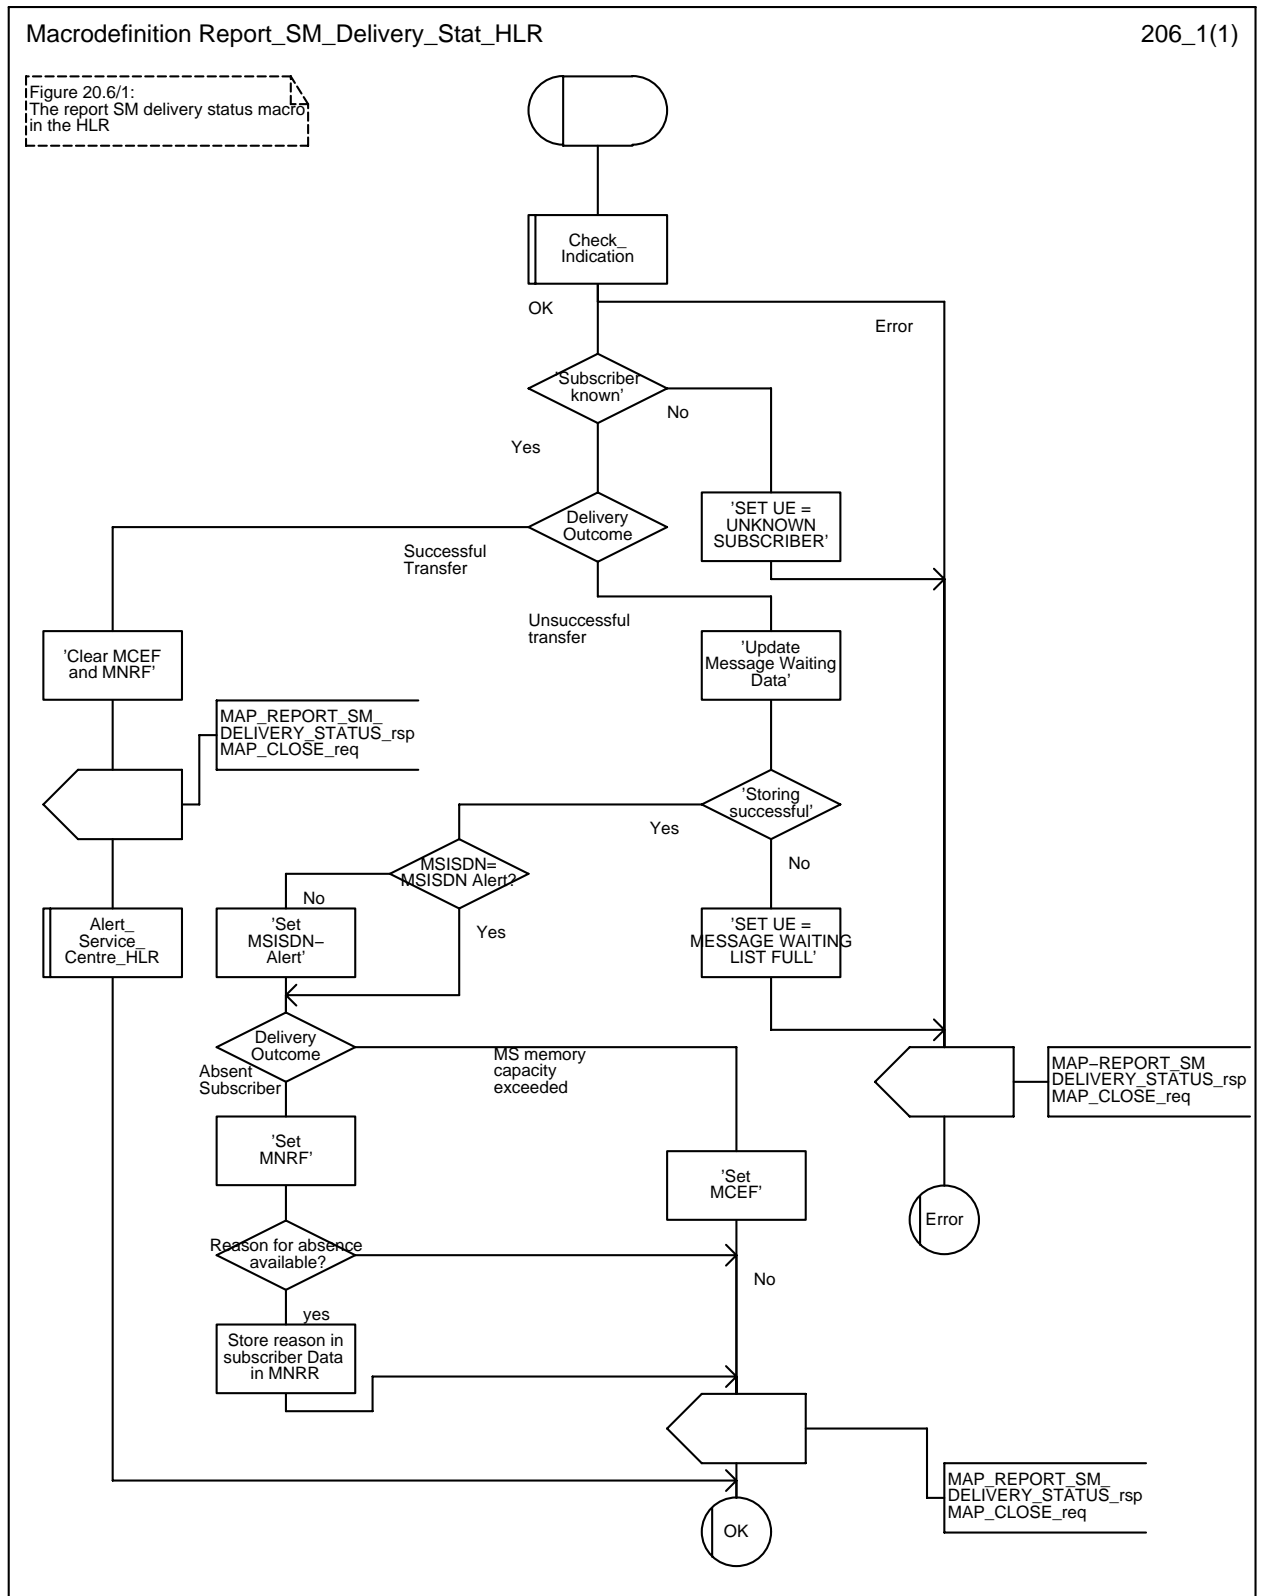 Macrodefinition Report_SM_Delivery_Stat_HLR
206_1(1)
Figure 20.6/1:
The report SM delivery status macro
in the HLR
Check_
Indication
OK
Error
'Subscriber
known'
No
Yes
Delivery
Outcome
'SET UE =
UNKNOWN
SUBSCRIBER'
Successful
Transfer
Unsuccessful
transfer
'Clear MCEF
and MNRF'
'Update
Message Waiting
Data'
MAP_REPORT_SM_
DELIVERY_STATUS_rsp
MAP_CLOSE_req
'Storing
successful'
Yes
No
MSISDN=
MSISDN Alert?
No
Yes
Alert_
Service_
Centre_HLR
'Set
MSISDN–
Alert'
'SET UE =
MESSAGE WAITING
LIST FULL'
Delivery
Outcome
Absent
Subscriber
MS memory
capacity
exceeded
MAP–REPORT_SM
DELIVERY_STATUS_rsp
MAP_CLOSE_req
'Set
MNRF'
'Set
MCEF'
Error
Reason for absence
available?
No
yes
Store reason in
subscriber Data
in MNRR
MAP_REPORT_SM_
DELIVERY_STATUS_rsp
MAP_CLOSE_req
OK